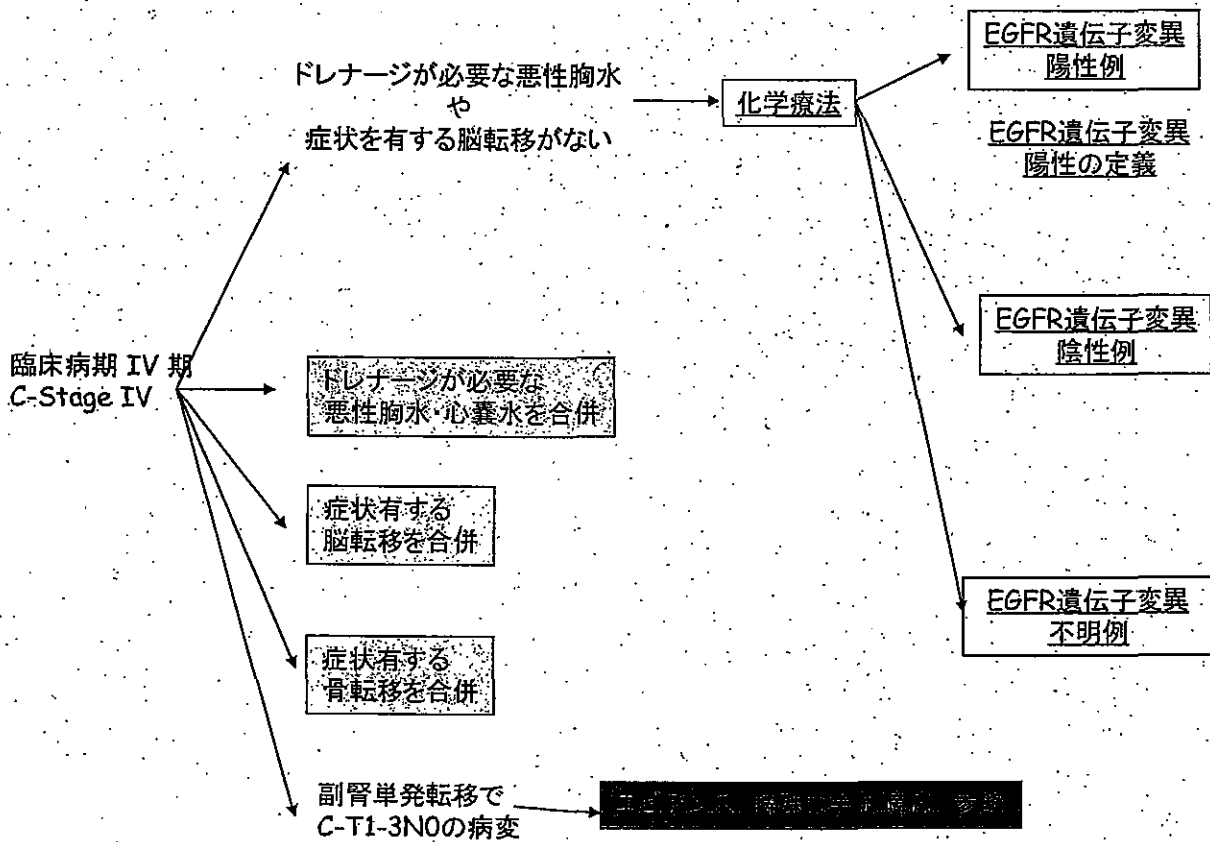 ドレナージが必要な悪性胸水
や
症状を有する脳転移がない
化学療法
EGFR遺伝子変異
陽性例
EGFR遺伝子変異
陽性の定義
EGFR遺伝子変異
陰性例
臨床病期 IV 期
C-Stage IV
ドレナージが必要な
悪性胸水・心嚢水を合併
症状有する
脳転移を合併
EGFR遺伝子変異
不明例
症状有する
骨転移を合併
副腎単発転移で
C-T1-3N0の病変